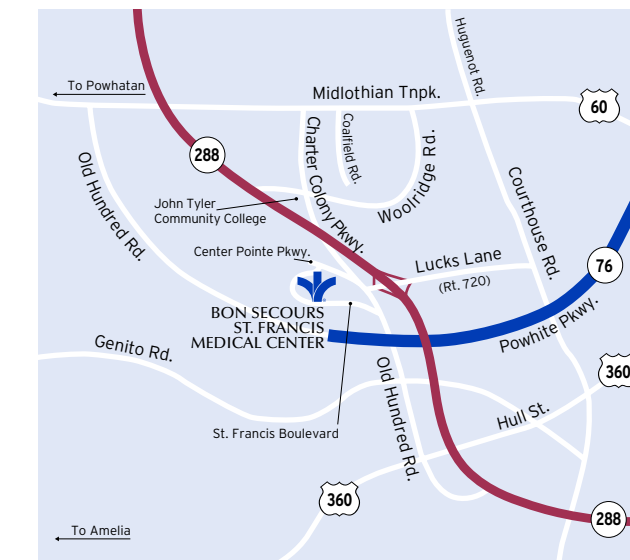 Huguenot Rd.
To Powhatan
Midlothian Tnpk.
60
288
Old Hundred Rd.
Charter Colony Pkwy.
Coalfield Rd.
Woolridge Rd.
Courthouse Rd.
John Tyler
Community College
Center Pointe Pkwy.
Lucks Lane
(Rt. 720)
76
BON SECOURS
ST. FRANCIS
MEDICAL CENTER
Powhite Pkwy.
Genito Rd.
Old Hundred Rd.
360
Hull St.
St. Francis Boulevard
360
288
To Amelia